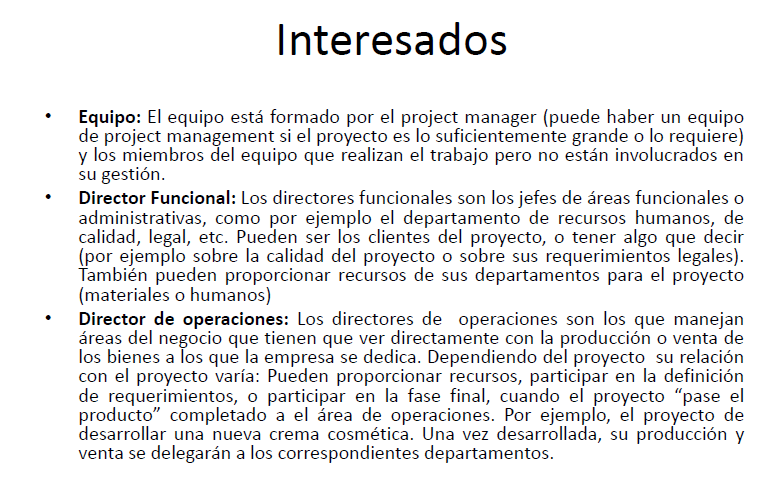 Interesados
• Equipo: El equipo está formado por el project manager (puede haber un equipo
de project management si el proyecto es lo suficientemente grande o lo requiere)
y los miembros del equipo que realizan el trabajo pero no están involucrados en
su gestión.
• Director Funcional: Los directores funcionales son los jefes de áreas funcionales o
administrativas, como por ejemplo el departamento de recursos humanos, de
calidad, legal, etc. Pueden ser los clientes del proyecto, o tener algo que decir
(por ejemplo sobre la calidad del proyecto o sobre sus requerimientos legales).
También pueden proporcionar recursos de sus departamentos para el proyecto
(materiales o humanos)
• Director de operaciones: Los directores de operaciones son los que manejan
áreas del negocio que tienen que ver directamente con la producción o venta de
los bienes a los que la empresa se dedica. Dependiendo del proyecto su relación
con el proyecto varía: Pueden proporcionar recursos, participar en la definición
de requerimientos, o participar en la fase final, cuando el proyecto “pase el
producto” completado a el área de operaciones. Por ejemplo, el proyecto de
desarrollar una nueva crema cosmética. Una vez desarrollada, su producción y
venta se delegarán a los correspondientes departamentos.